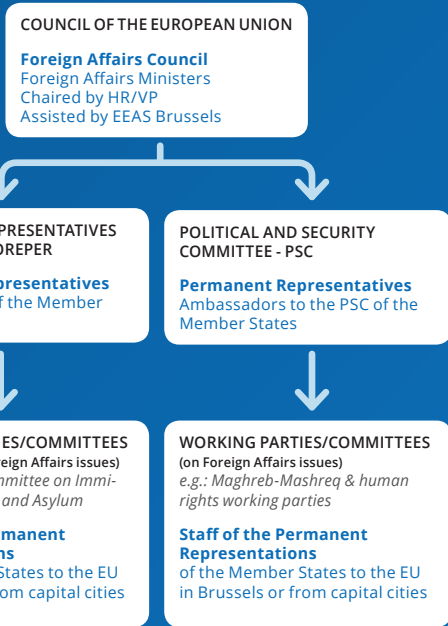 COUNCIL OF THE EUROPEAN UNION
Foreign Affairs Council
Foreign Affairs Ministers
Chaired by HR/VP
Assisted by EEAS Brussels
PRESENTATIVES
OREPER
presentatives
f the Member
POLITICAL AND SECURITY
COMMITTEE - PSC
Permanent Representatives
Ambassadors to the PSC of the
Member States
ES/COMMITTEES
reign Affairs issues)
mmittee on Immi-
and Asylum
manent
ns
States to the EU
om capital cities
WORKING PARTIES/COMMITTEES
(on Foreign Affairs issues)
e.g.: Maghreb-Mashreq & human
rights working parties
Staff of the Permanent
Representations
of the Member States to the EU
in Brussels or from capital cities